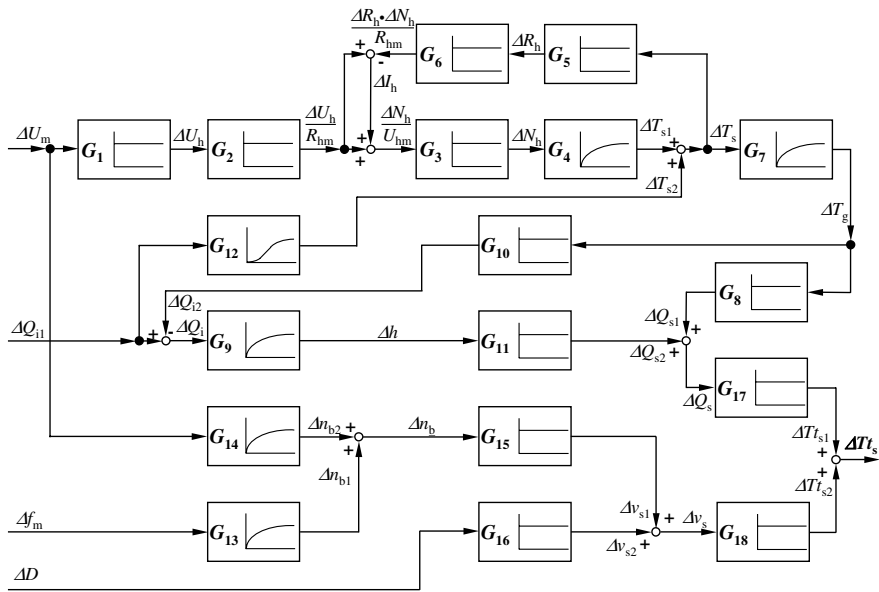 ΔR_h•ΔN_h
R_hm
+
-
G_6
ΔR_h
G_5
ΔI_h
ΔU_m
G_1
ΔU_h
G_2
ΔU_h
R_hm
+
+
ΔN_h
U_hm
G_3
ΔN_h
G_4
ΔT_s1
+
+
ΔT_s
G_7
ΔT_s2
ΔT_g
G_12
G_10
G_8
ΔQ_i2
ΔQ_i1
+
-
ΔQ_i
G_9
Δh
G_11
ΔQ_s1
+
ΔQ_s2 +
ΔQ_s
G_17
G_14
Δn_b2
+
+
Δn_b
G_15
ΔTt_s1
+
+
ΔTt_s
ΔTt_s2
Δn_b1
Δf_m
G_13
G_16
Δv_s1
+
Δv_s2 +
Δv_s
G_18
ΔD